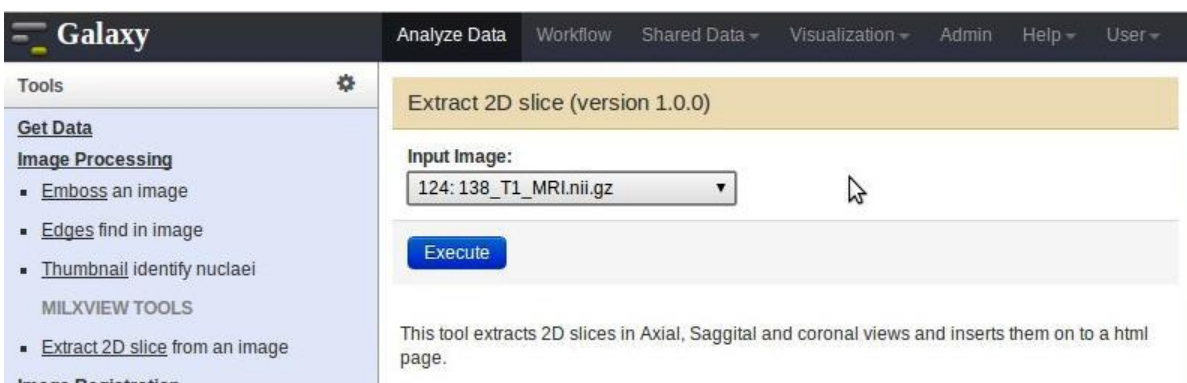 Galaxy
Analyze Data Workflow Shared Data Visualization Admin Help User
Tools
Get Data
Image Processing
Emboss an image
Edges find in image
Thumbnail identify nuclaei
MILXVIEW TOOLS
Extract 2D slice from an image
Image Registration
Extract 2D slice (version 1.0.0)
Input Image:
124: 138_T1_MRI.nii.gz
Execute
This tool extracts 2D slices in Axial, Saggital and coronal views and inserts them on to a html
page.